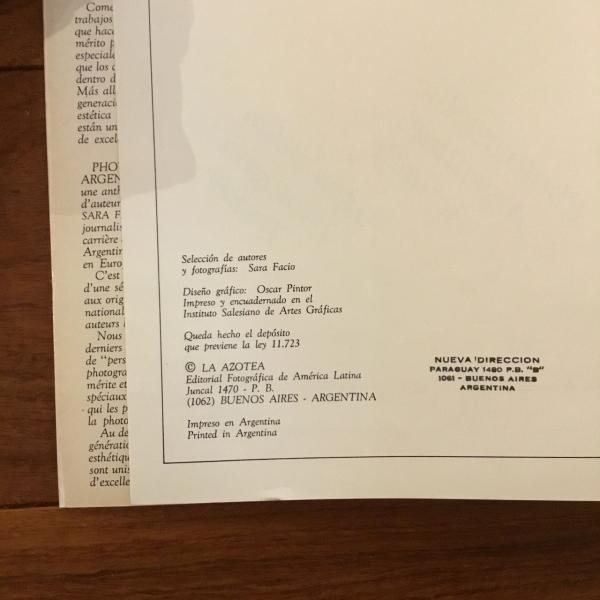 Come
trabajos
que hac
mérito p
especial
que los
dentro d
Más all
generaci
estética
están un
de excel
PHO
ARGEN
une anth
d'auteur
SARA F
journalis
carrière
Argentin
en Euro
C'est
d'une sé
aux orig
national
auteurs
Nous
derniers
de "pers
photogra
mérite et
spéciaux
qui les p
la photo
Au de
génératio
esthétiqu
sont unis
d'excelle
Selección de autores
y fotografías: Sara Facio
Diseño gráfico: Oscar Pintor
Impreso y encuadernado en el
Instituto Salesiano de Artes Gráficas
Queda hecho el depósito
que previene la ley 11.723
© LA AZOTEA
Editorial Fotográfica de América Latina
Juncal 1470 - P. B.
(1062) BUENOS AIRES - ARGENTINA
Impreso en Argentina
Printed in Argentina
NUEVA DIRECCION
PARAGUAY 1480 P.B. "B"
1061 - BUENOS AIRES
ARGENTINA